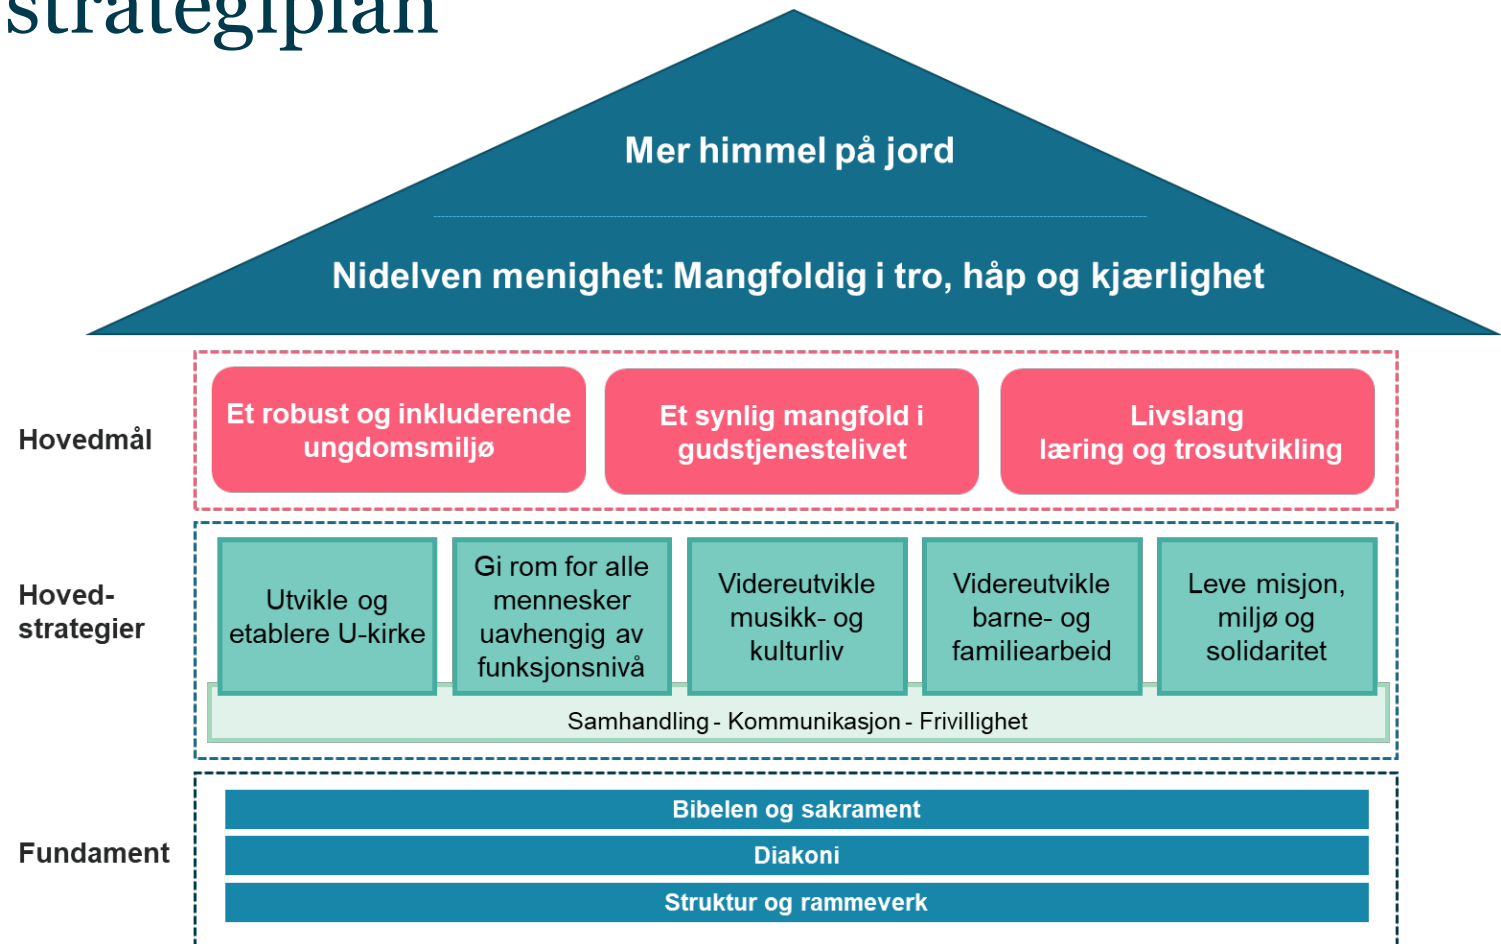 strategiplan
Mer himmel på jord
Nidelven menighet: Mangfoldig i tro, håp og kjærlighet
Hovedmål
Et robust og inkluderende
ungdomsmiljø
Et synlig mangfold i
gudstjenestelivet
Livslang
læring og trosutvikling
Hoved-
strategier
Utvikle og
etablere U-kirke
Gi rom for alle
mennesker
uavhengig av
funksjonsnivå
Videreutvikle
musikk- og
kulturliv
Videreutvikle
barne- og
familiearbeid
Leve misjon,
miljø og
solidaritet
Samhandling - Kommunikasjon - Frivillighet
Fundament
Bibelen og sakrament
Diakoni
Struktur og rammeverk